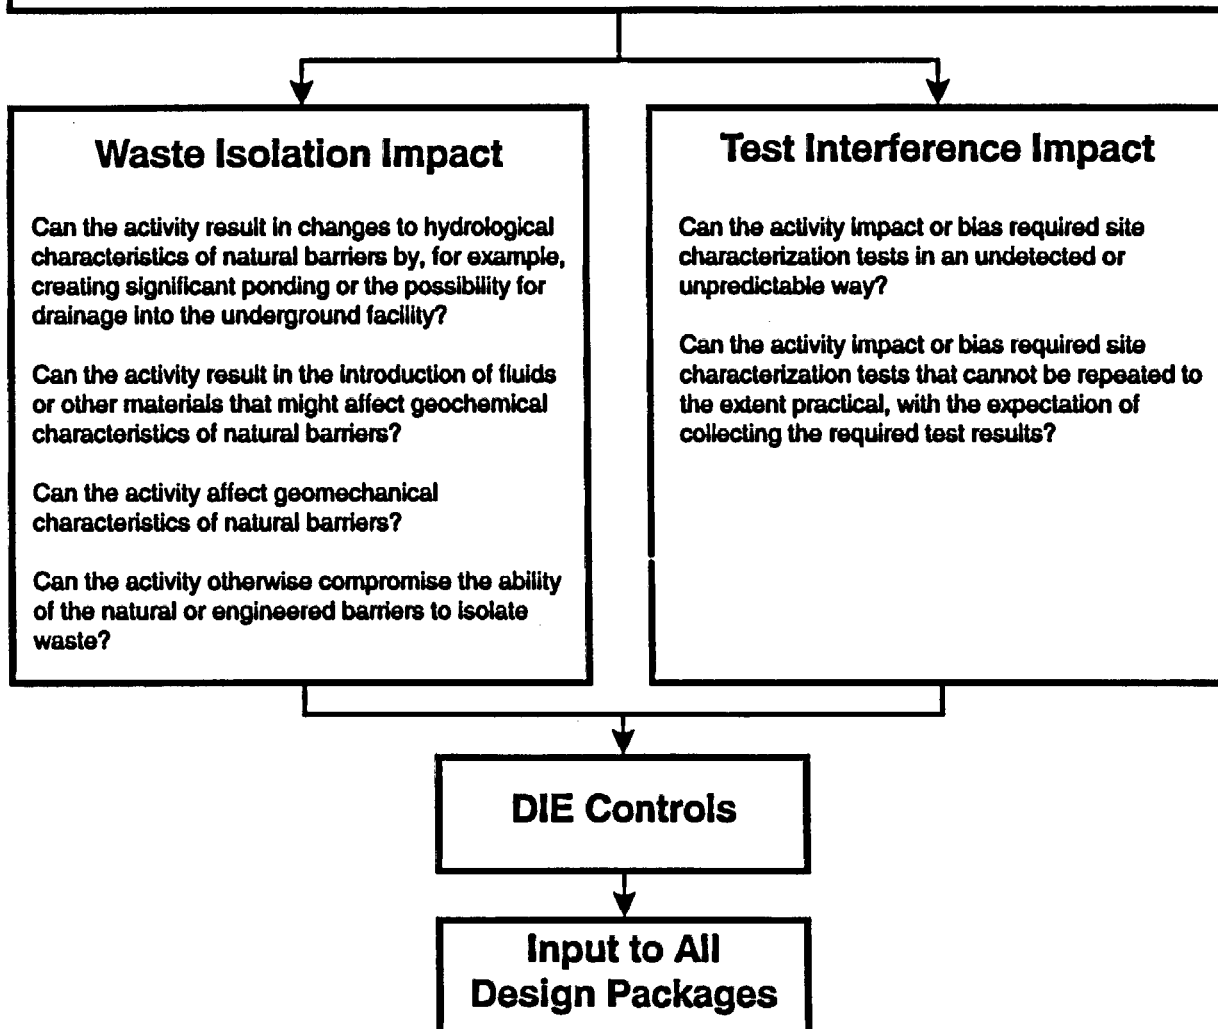 Waste Isolation Impact
Can the activity result in changes to hydrological
characteristics of natural barriers by, for example,
creating significant ponding or the possibility for
drainage into the underground facility?
Can the activity result in the introduction of fluids
or other materials that might affect geochemical
characteristics of natural barriers?
Can the activity affect geomechanical
characteristics of natural barriers?
Can the activity otherwise compromise the ability
of the natural or engineered barriers to isolate
waste?
Test Interference Impact
Can the activity impact or bias required site
characterization tests in an undetected or
unpredictable way?
Can the activity impact or bias required site
characterization tests that cannot be repeated to
the extent practical, with the expectation of
collecting the required test results?
DIE Controls
Input to All
Design Packages